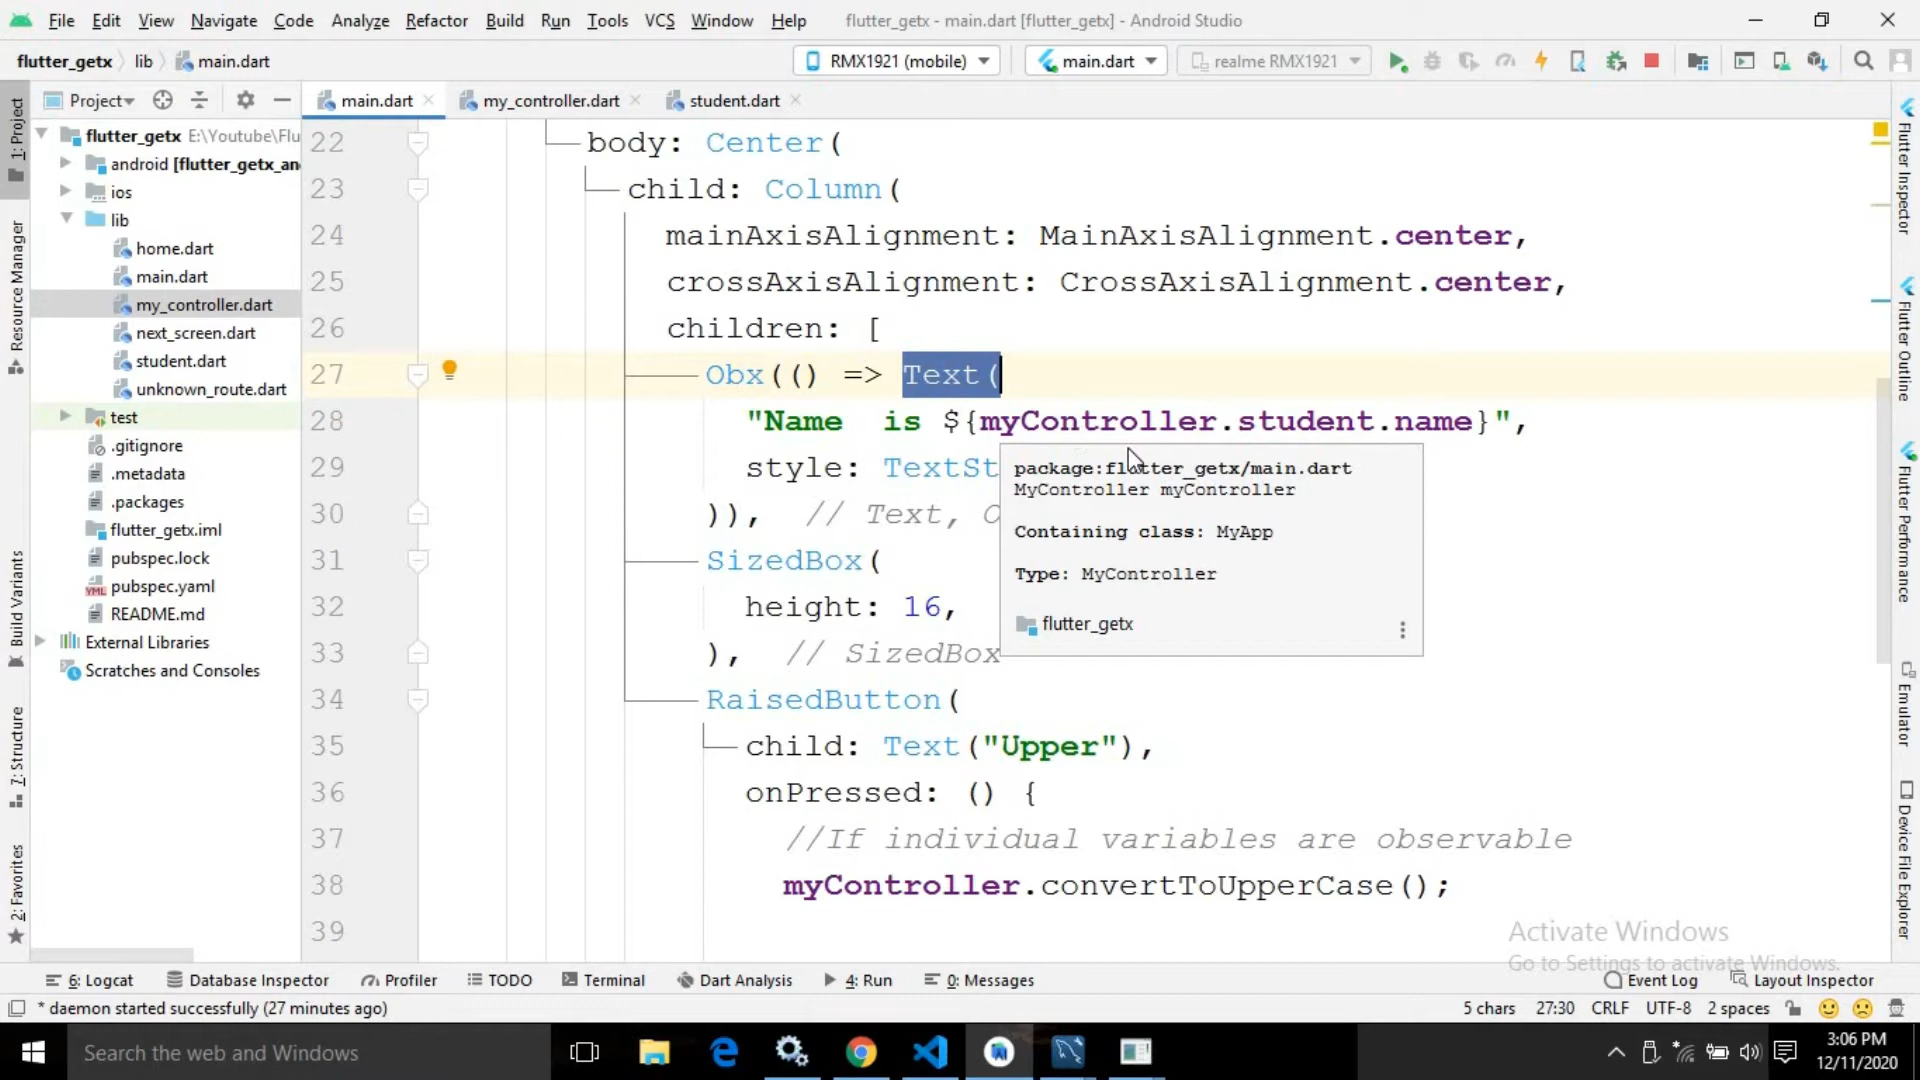 File Edit View Navigate Code Analyze Refactor Build Run Tools VCS Window Help flutter_getx - main.dart [flutter_getx] - Android Studio
flutter_getx lib main.dart RMX1921 (mobile) main.dart realme RMX1921
Project main.dart my_controller.dart student.dart
flutter_getx E:\Youtube\Flu
android [flutter_getx_an
ios
lib
home.dart
main.dart
my_controller.dart
next_screen.dart
student.dart
unknown_route.dart
test
.gitignore
.metadata
.packages
flutter_getx.iml
pubspec.lock
pubspec.yaml
README.md
External Libraries
Scratches and Consoles
1: Project
Resource Manager
Build Variants
7: Structure
2: Favorites
22 body: Center(
23 child: Column(
24 mainAxisAlignment: MainAxisAlignment.center,
25 crossAxisAlignment: CrossAxisAlignment.center,
26 children: [
27 Obx(() => Text(
28 "Name is ${myController.student.name}",
29 style: TextSt
30 )), // Text, O
31 SizedBox(
32 height: 16,
33 ), // SizedBox
34 RaisedButton(
35 child: Text("Upper"),
36 onPressed: () {
37 //If individual variables are observable
38 myController.convertToUpperCase();
39
package:flutter_getx/main.dart
MyController myController
Containing class: MyApp
Type: MyController
flutter_getx
Flutter Inspector
Flutter Outline
Flutter Performance
Emulator
Device File Explorer
Activate Windows
Go to Settings to activate Windows.
6: Logcat Database Inspector Profiler TODO Terminal Dart Analysis 4: Run 0: Messages Event Log Layout Inspector
* daemon started successfully (27 minutes ago) 5 chars 27:30 CRLF UTF-8 2 spaces
Search the web and Windows
3:06 PM
12/11/2020